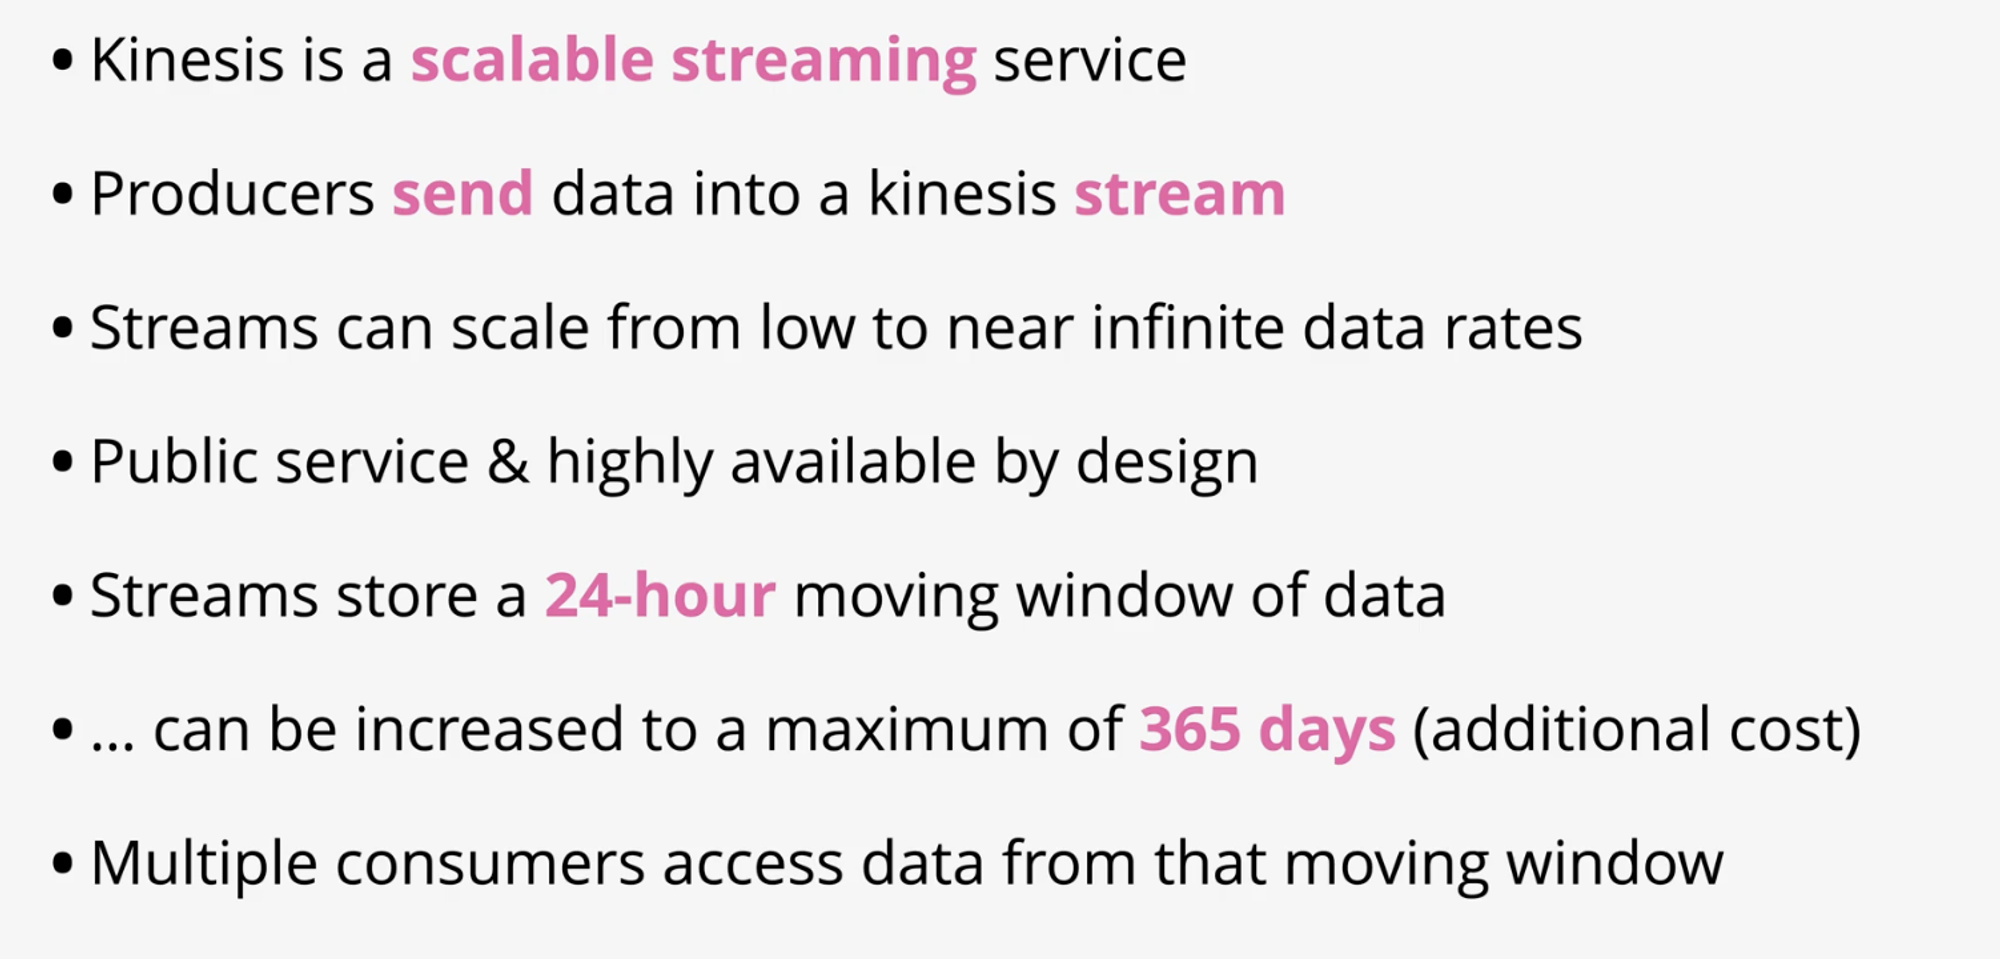 • Kinesis is a scalable streaming service
• Producers send data into a kinesis stream
• Streams can scale from low to near infinite data rates
• Public service & highly available by design
• Streams store a 24-hour moving window of data
• ... can be increased to a maximum of 365 days (additional cost)
• Multiple consumers access data from that moving window